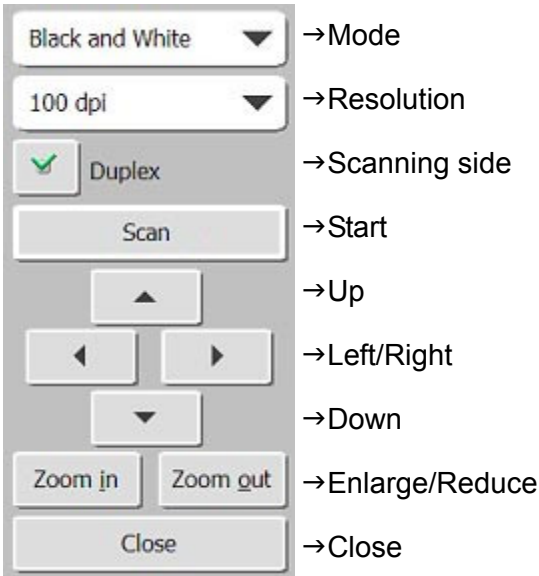 Black and White →Mode
100 dpi →Resolution
Duplex →Scanning side
Scan →Start
→Up
→Left/Right
→Down
Zoom in Zoom out →Enlarge/Reduce
Close →Close